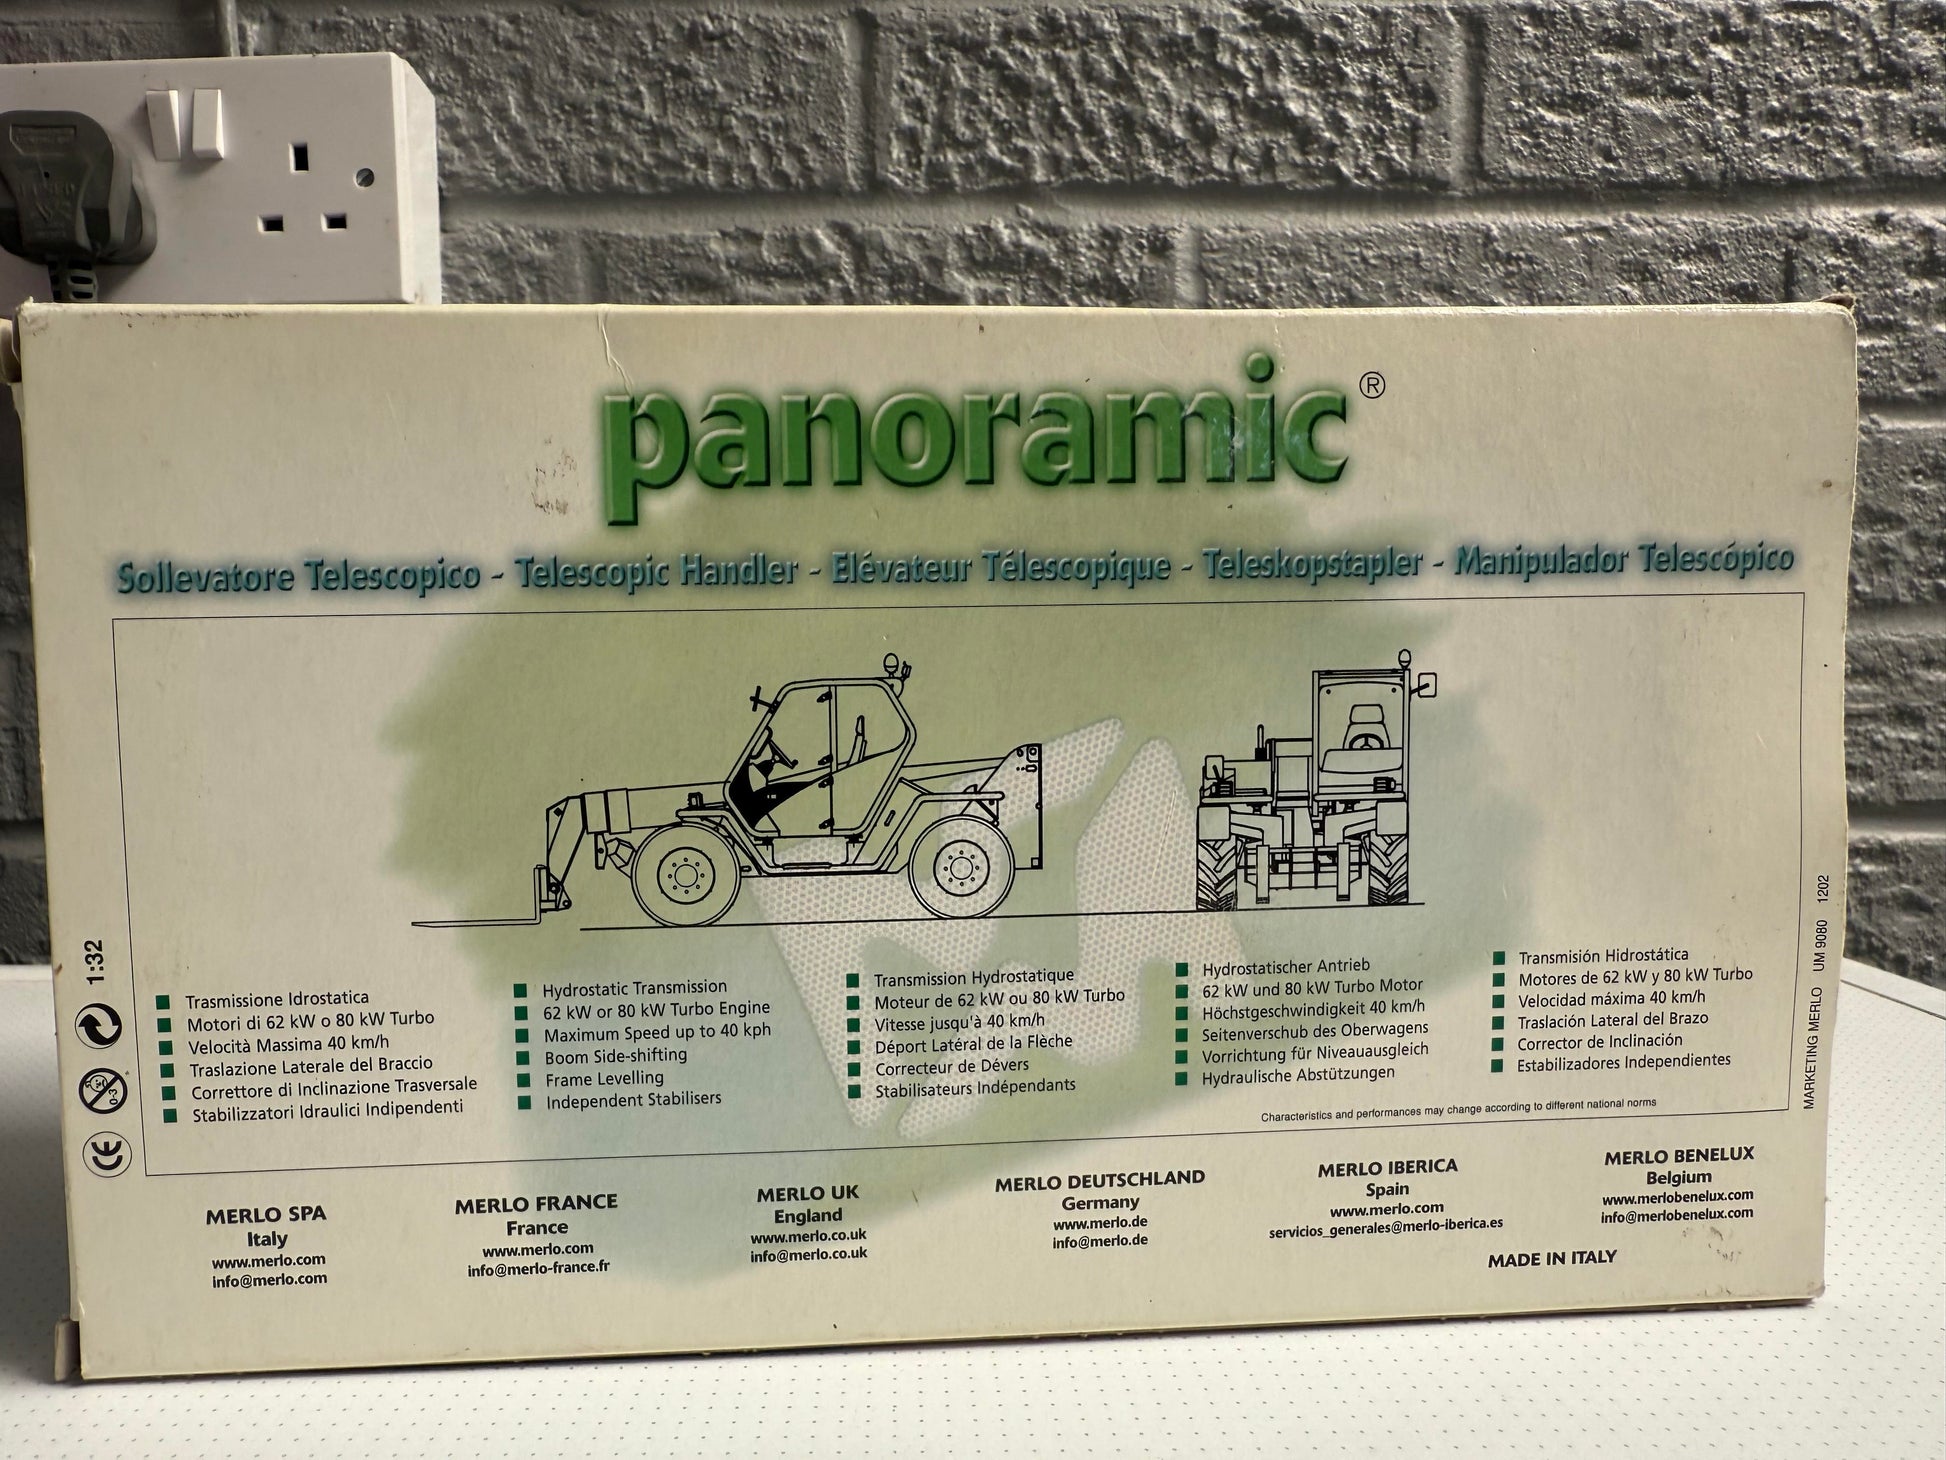 panoramic®
Sollevatore Telescopico - Telescopic Handler - Elévateur Télescopique - Teleskopstapler - Manipulador Telescópico
1:32
0-3
CE
Trasmissione Idrostatica
Motori di 62 kW o 80 kW Turbo
Velocità Massima 40 km/h
Traslazione Laterale del Braccio
Correttore di Inclinazione Trasversale
Stabilizzatori Idraulici Indipendenti
Hydrostatic Transmission
62 kW or 80 kW Turbo Engine
Maximum Speed up to 40 kph
Boom Side-shifting
Frame Levelling
Independent Stabilisers
Transmission Hydrostatique
Moteur de 62 kW ou 80 kW Turbo
Vitesse jusqu'à 40 km/h
Déport Latéral de la Flèche
Correcteur de Dévers
Stabilisateurs Indépendants
Hydrostatischer Antrieb
62 kW und 80 kW Turbo Motor
Höchstgeschwindigkeit 40 km/h
Seitenverschub des Oberwagens
Vorrichtung für Niveauausgleich
Hydraulische Abstützungen
Transmisión Hidrostática
Motores de 62 kW y 80 kW Turbo
Velocidad máxima 40 km/h
Traslación Lateral del Brazo
Corrector de Inclinación
Estabilizadores Independientes
Characteristics and performances may change according to different national norms
MARKETING MERLO UM 9080 1202
MERLO SPA
Italy
www.merlo.com
info@merlo.com
MERLO FRANCE
France
www.merlo.com
info@merlo-france.fr
MERLO UK
England
www.merlo.co.uk
info@merlo.co.uk
MERLO DEUTSCHLAND
Germany
www.merlo.de
info@merlo.de
MERLO IBERICA
Spain
www.merlo.com
servicios_generales@merlo-iberica.es
MERLO BENELUX
Belgium
www.merlobenelux.com
info@merlobenelux.com
MADE IN ITALY